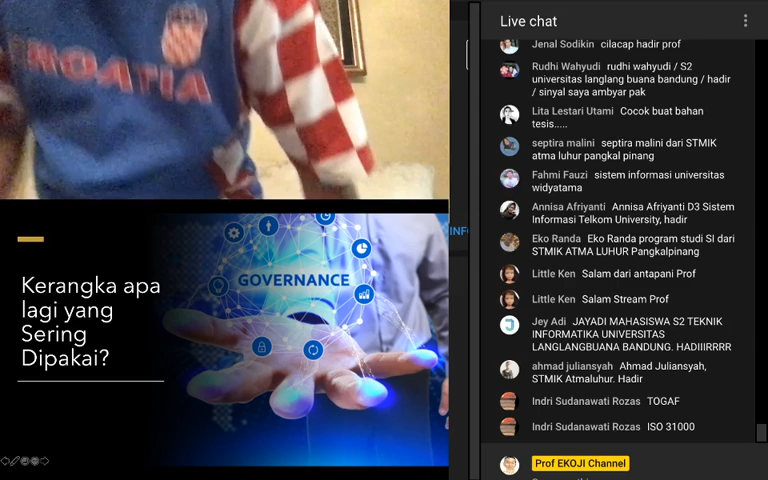 CROATIA
GOVERNANCE
Kerangka apa
lagi yang
Sering
Dipakai?
INFO
Live chat
Jenal Sodikin cilacap hadir prof
Rudhi Wahyudi rudhi wahyudi / S2
universitas langlang buana bandung / hadir
/ sinyal saya ambyar pak
Lita Lestari Utami Cocok buat bahan
tesis.....
septira malini septira malini dari STMIK
atma luhur pangkal pinang
Fahmi Fauzi sistem informasi universitas
widyatama
Annisa Afriyanti Annisa Afriyanti D3 Sistem
Informasi Telkom University, hadir
Eko Randa Eko Randa program studi SI dari
STMIK ATMA LUHUR Pangkalpinang
Little Ken Salam dari antapani Prof
Little Ken Salam Stream Prof
Jey Adi JAYADI MAHASISWA S2 TEKNIK
INFORMATIKA UNIVERSITAS
LANGLANGBUANA BANDUNG. HADIIIRRRR
ahmad juliansyah Ahmad Juliansyah,
STMIK Atmaluhur. Hadir
Indri Sudanawati Rozas TOGAF
Indri Sudanawati Rozas ISO 31000
Prof EKOJI Channel